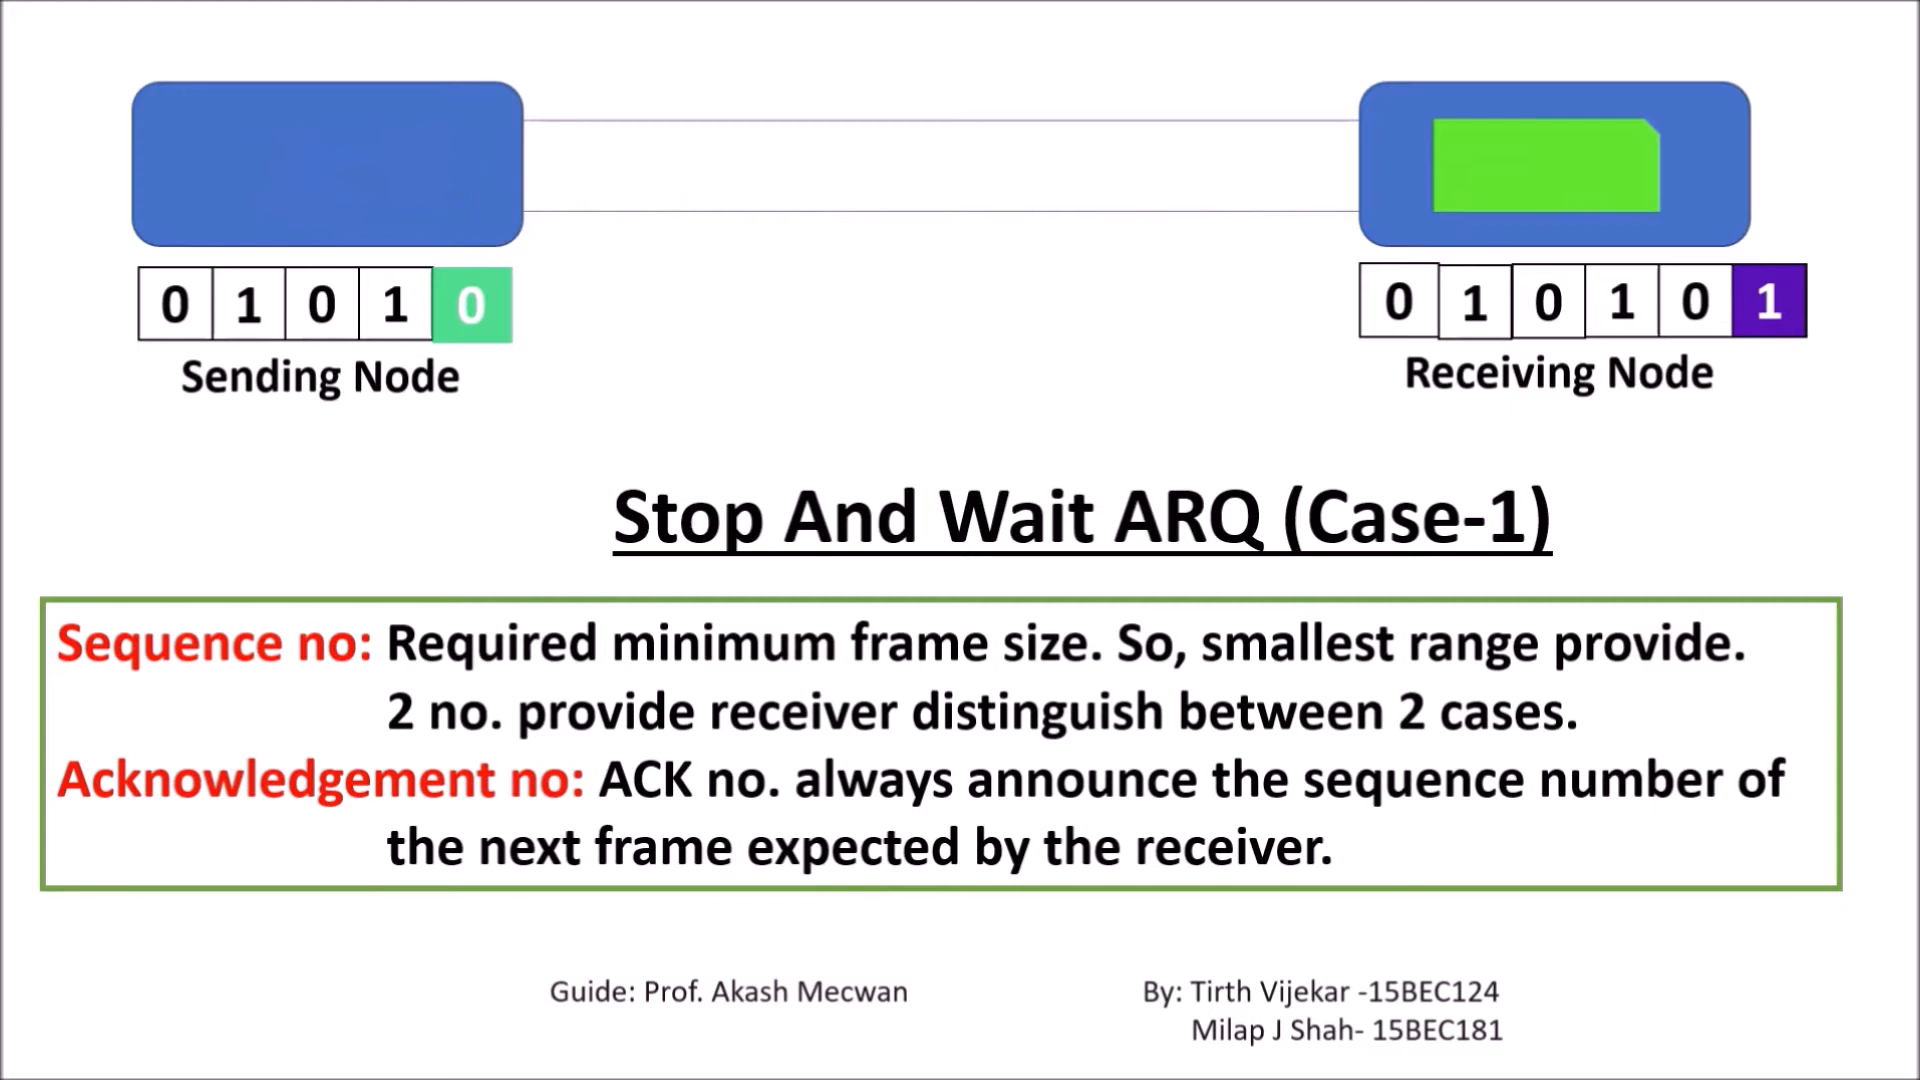 0 1 0 1 0
0 1 0 1 0 1
Sending Node
Receiving Node
Stop And Wait ARQ (Case-1)
Sequence no: Required minimum frame size. So, smallest range provide.
2 no. provide receiver distinguish between 2 cases.
Acknowledgement no: ACK no. always announce the sequence number of
the next frame expected by the receiver.
Guide: Prof. Akash Mecwan
By: Tirth Vijekar -15BEC124
Milap J Shah- 15BEC181